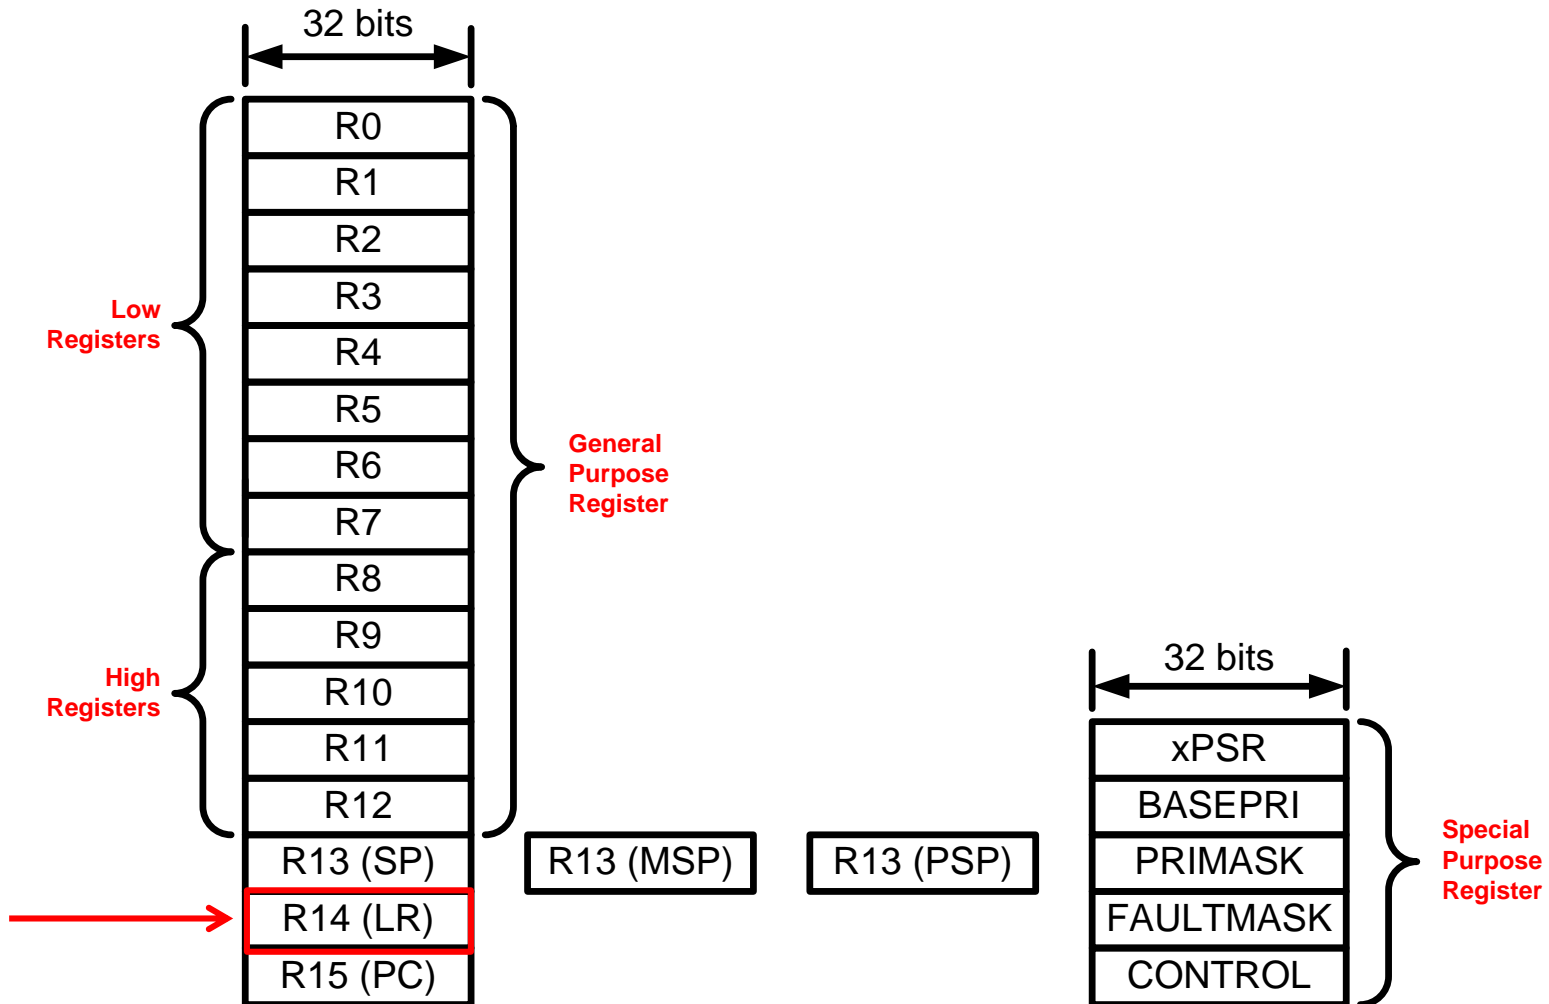 32 bits
R0
R1
R2
R3
R4
R5
R6
R7
R8
R9
R10
R11
R12
R13 (SP)
R14 (LR)
R15 (PC)
Low
Registers
High
Registers
General
Purpose
Register
R13 (MSP)
R13 (PSP)
32 bits
xPSR
BASEPRI
PRIMASK
FAULTMASK
CONTROL
Special
Purpose
Register